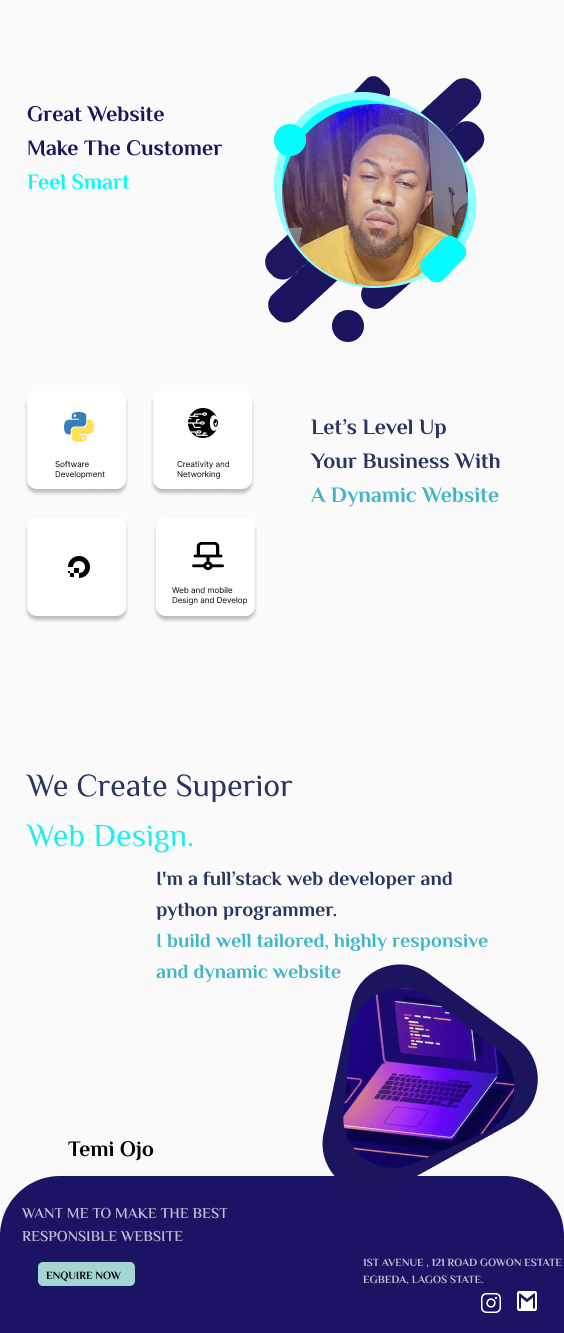 Great Website
Make The Customer
Feel Smart
Software
Development
Creativity and
Networking
Let’s Level Up
Your Business With
A Dynamic Website
Web and mobile
Design and Develop
We Create Superior
Web Design.
I'm a full’stack web developer and
python programmer.
I build well tailored, highly responsive
and dynamic website
Temi Ojo
WANT ME TO MAKE THE BEST
RESPONSIBLE WEBSITE
ENQUIRE NOW
1ST AVENUE , 121 ROAD GOWON ESTATE
EGBEDA, LAGOS STATE.